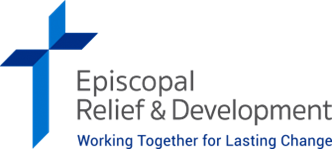 Episcopal
Relief & Development
Working Together for Lasting Change